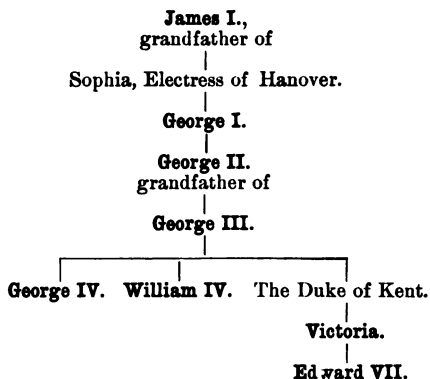 James I.,
grandfather of
Sophia, Electress of Hanover.
George I.
George II.
grandfather of
George III.
George IV. William IV. The Duke of Kent.
Victoria.
Edward VII.